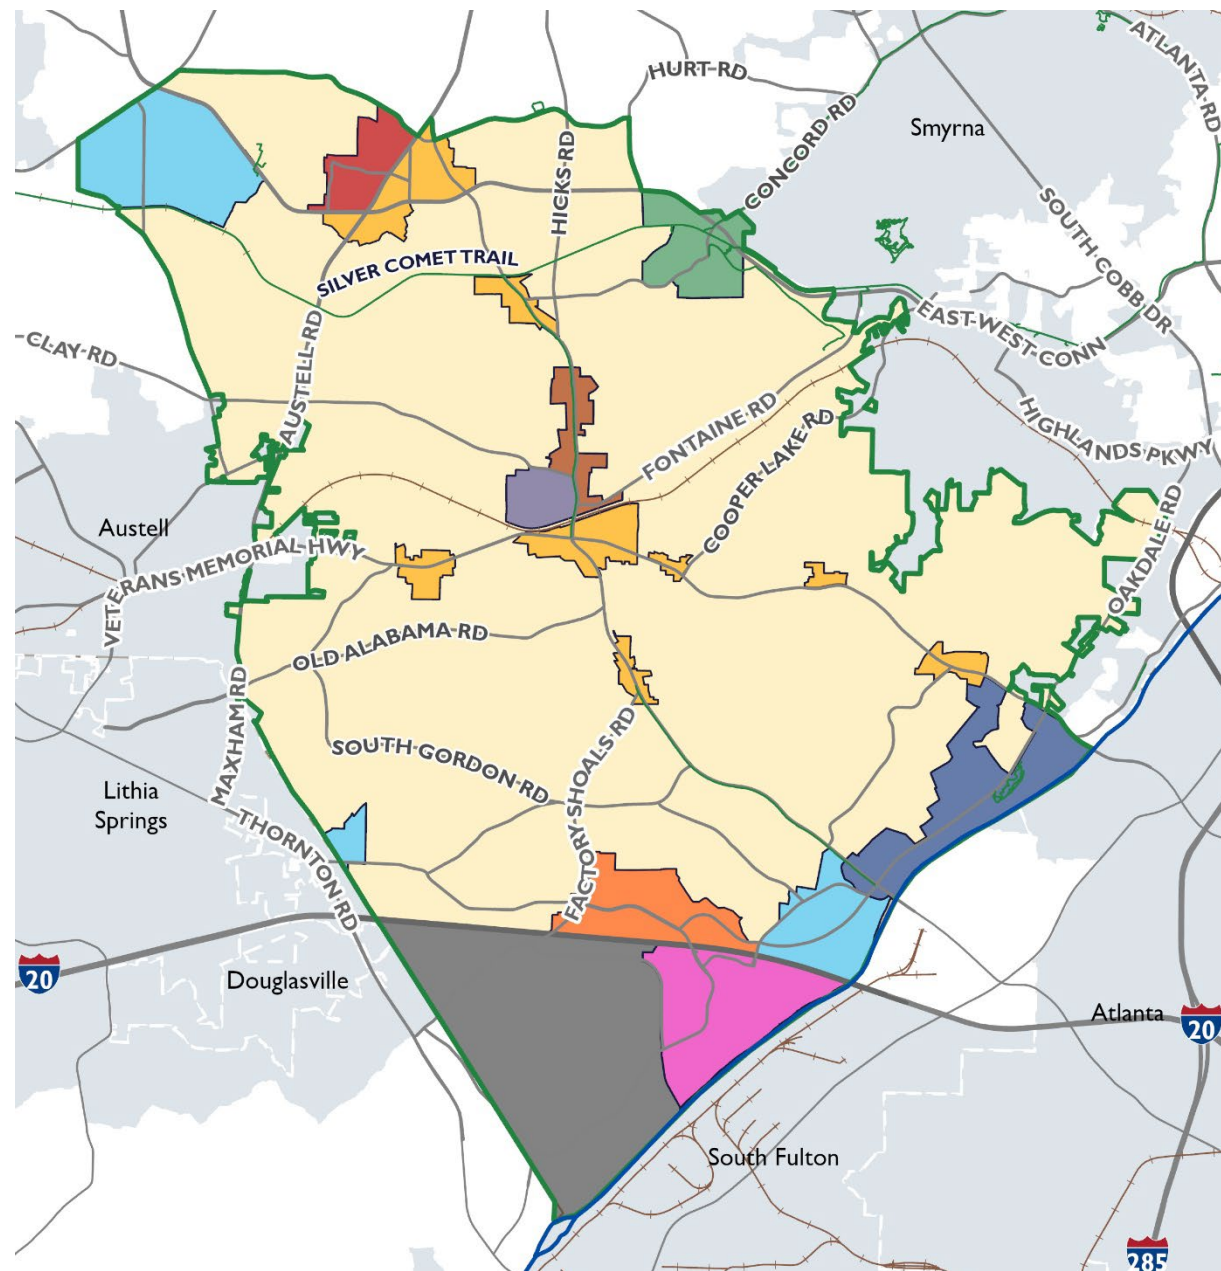 ATLANTA RD
HURT RD
CONCORD RD
Smyrna
HICKS RD
SOUTH COBB DR
SILVER COMET TRAIL
EAST-WEST CONN
CLAY RD
AUSTELL RD
FONTAINE RD
COOPER LAKE RD
HIGHLANDS PKWY
Austell
OAKDALE RD
VETERANS MEMORIAL HWY
OLD ALABAMA RD
MAXHAM RD
SOUTH GORDON RD
FACTORY SHOALS RD
Lithia
Springs
THORNTON RD
20
Douglasville
Atlanta
20
South Fulton
285